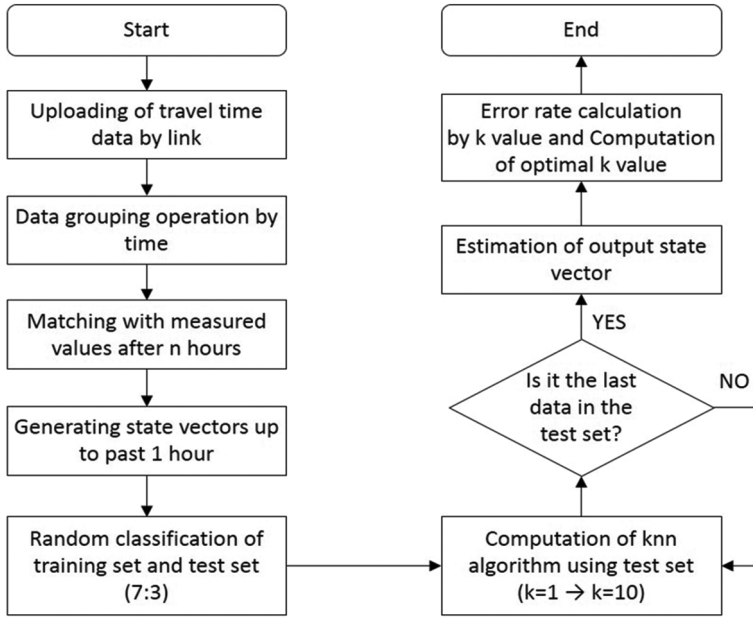 Start
Uploading of travel time
data by link
Data grouping operation by
time
Matching with measured
values after n hours
Generating state vectors up
to past 1 hour
Random classification of
training set and test set
(7:3)
Computation of knn
algorithm using test set
(k=1 → k=10)
Is it the last
data in the
test set?
NO
YES
Estimation of output state
vector
Error rate calculation
by k value and Computation
of optimal k value
End